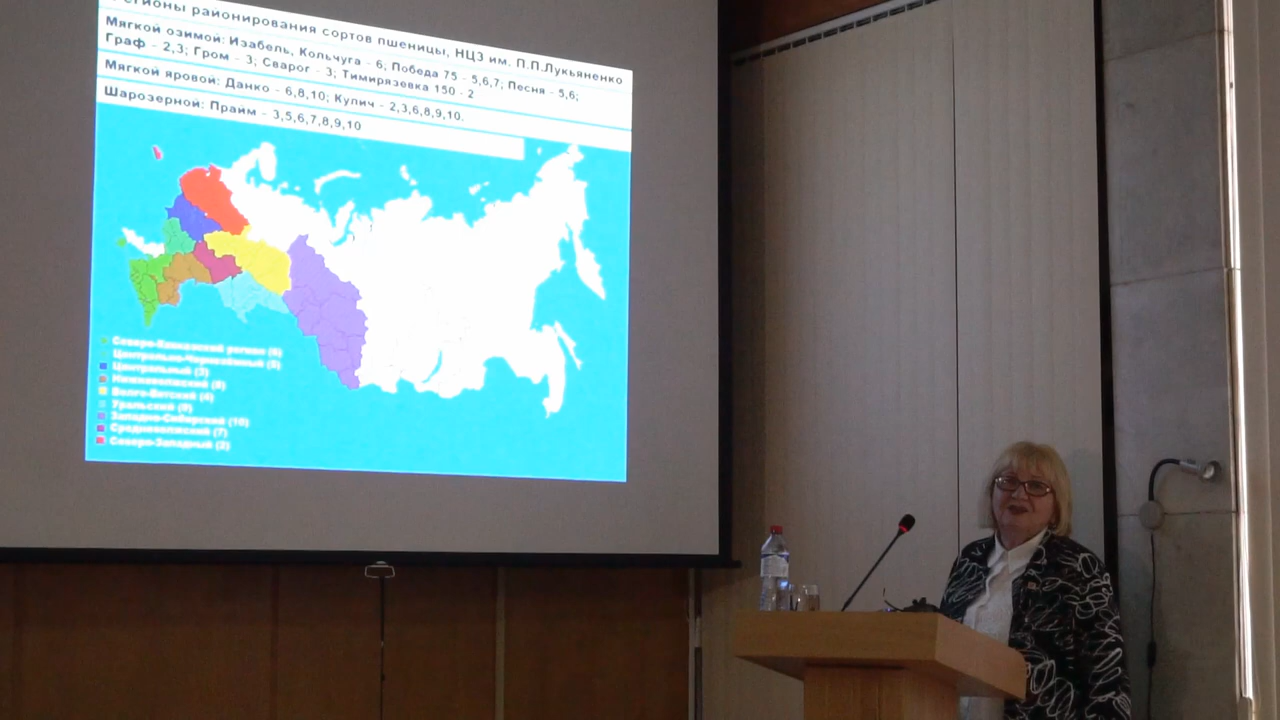 Регионы районирования сортов пшеницы, НЦЗ им. П.П.Лукьяненко
Мягкой озимой: Изабель, Кольчуга - 6; Победа 75 - 5,6,7; Песня - 5,6;
Граф - 2,3; Гром - 3; Сварог - 3; Тимирязевка 150 - 2
Мягкой яровой: Данко - 6,8,10; Кулич - 2,3,6,8,9,10.
Шарозерной: Прайм - 3,5,6,7,8,9,10
Северо-Кавказский регион (6)
Центрально-Черноземный (5)
Центральный (3)
Нижневолжский (8)
Волго-Вятский (4)
Уральский (9)
Западно-Сибирский (10)
Средневолжский (7)
Северо-Западный (2)